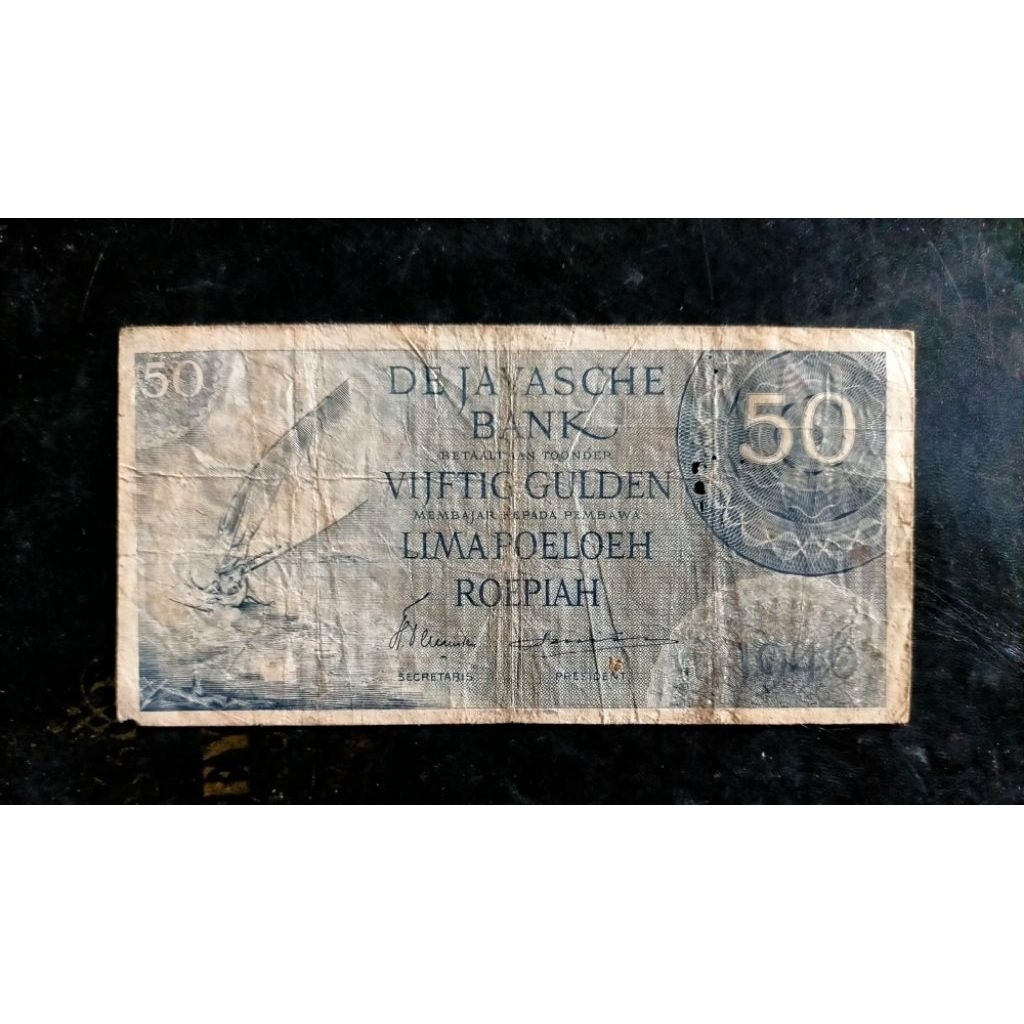 50
DE JAVASCHE
BANK
50
BETAALT AAN TOONDER
VIJFTIG GULDEN
MEMBAJAR KEPADA PEMBAWA
LIMA POELOEH
ROEPIAH
1946
SECRETARIS
PRESIDENT